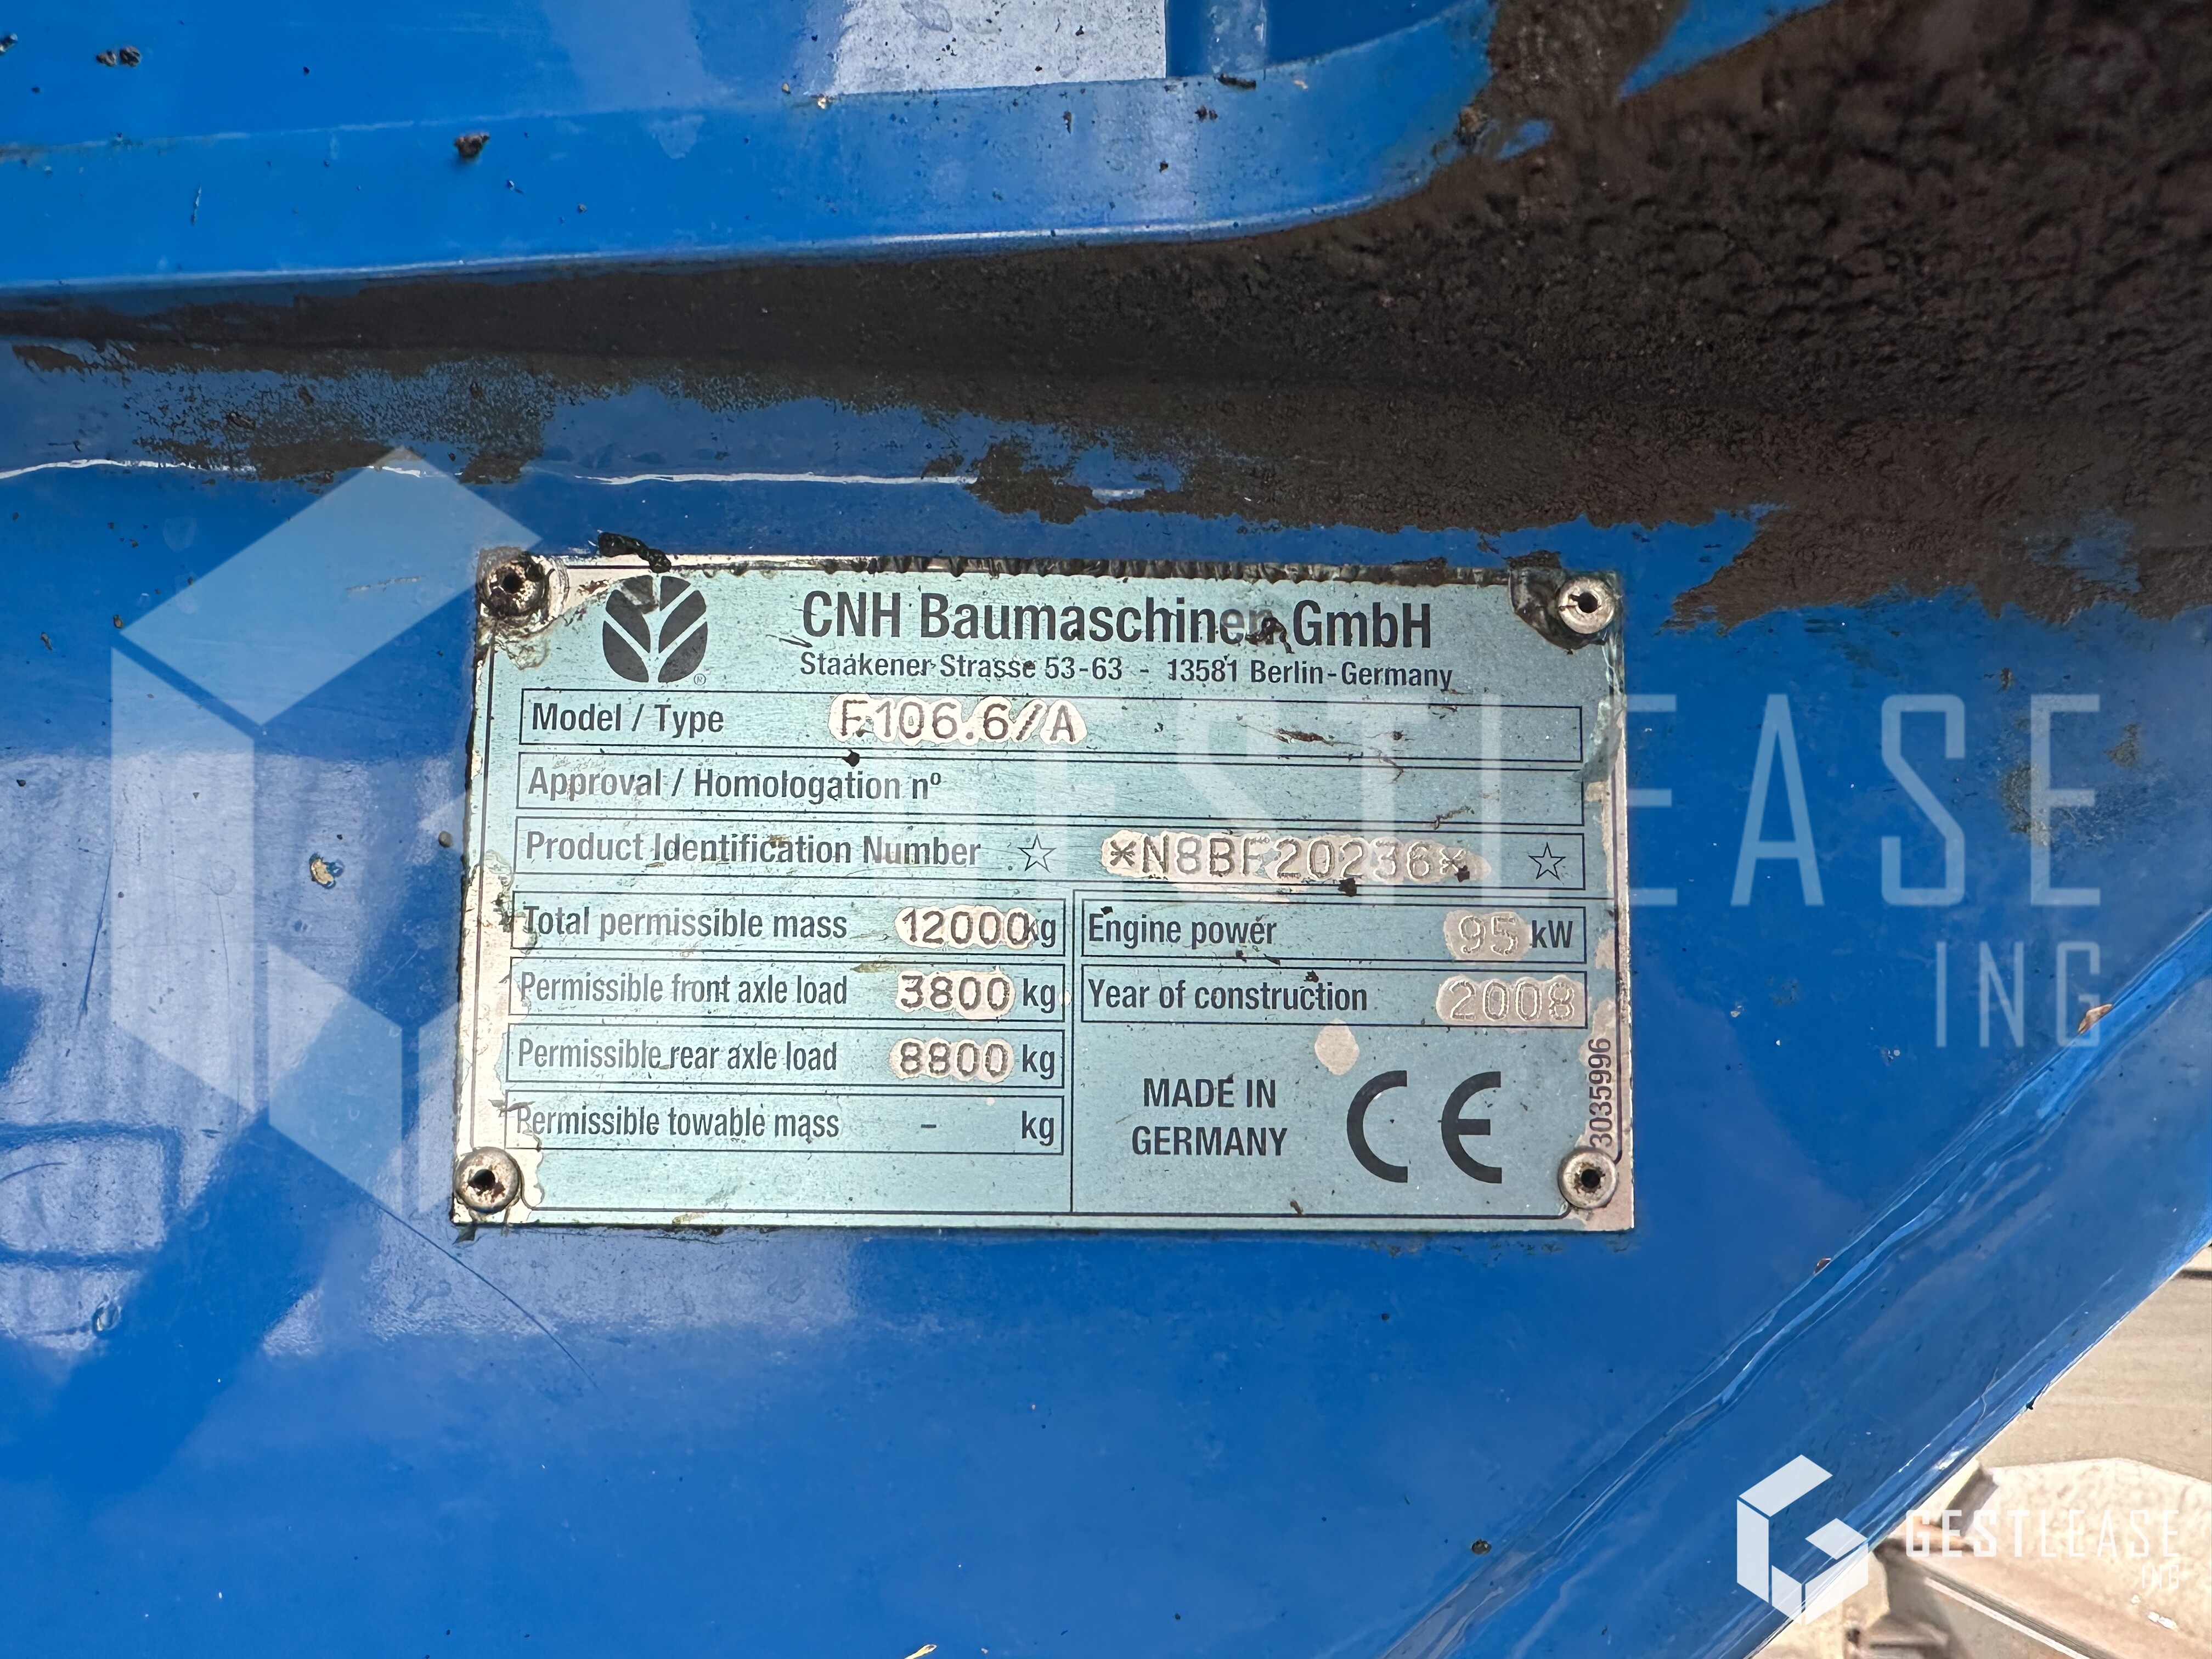 CNH Baumaschinen GmbH
Staakener Strasse 53-63 - 13581 Berlin-Germany
Model / Type F106.6/A
Approval / Homologation nº
Product Identification Number ☆ *N8BF20236* ☆
Total permissible mass 12000 kg
Engine power 95 kW
Permissible front axle load 3800 kg
Year of construction 2008
Permissible rear axle load 8800 kg
Permissible towable mass - kg
MADE IN
GERMANY
CE
3035996
GESTLEASE
ING
GESTLEASE
ING